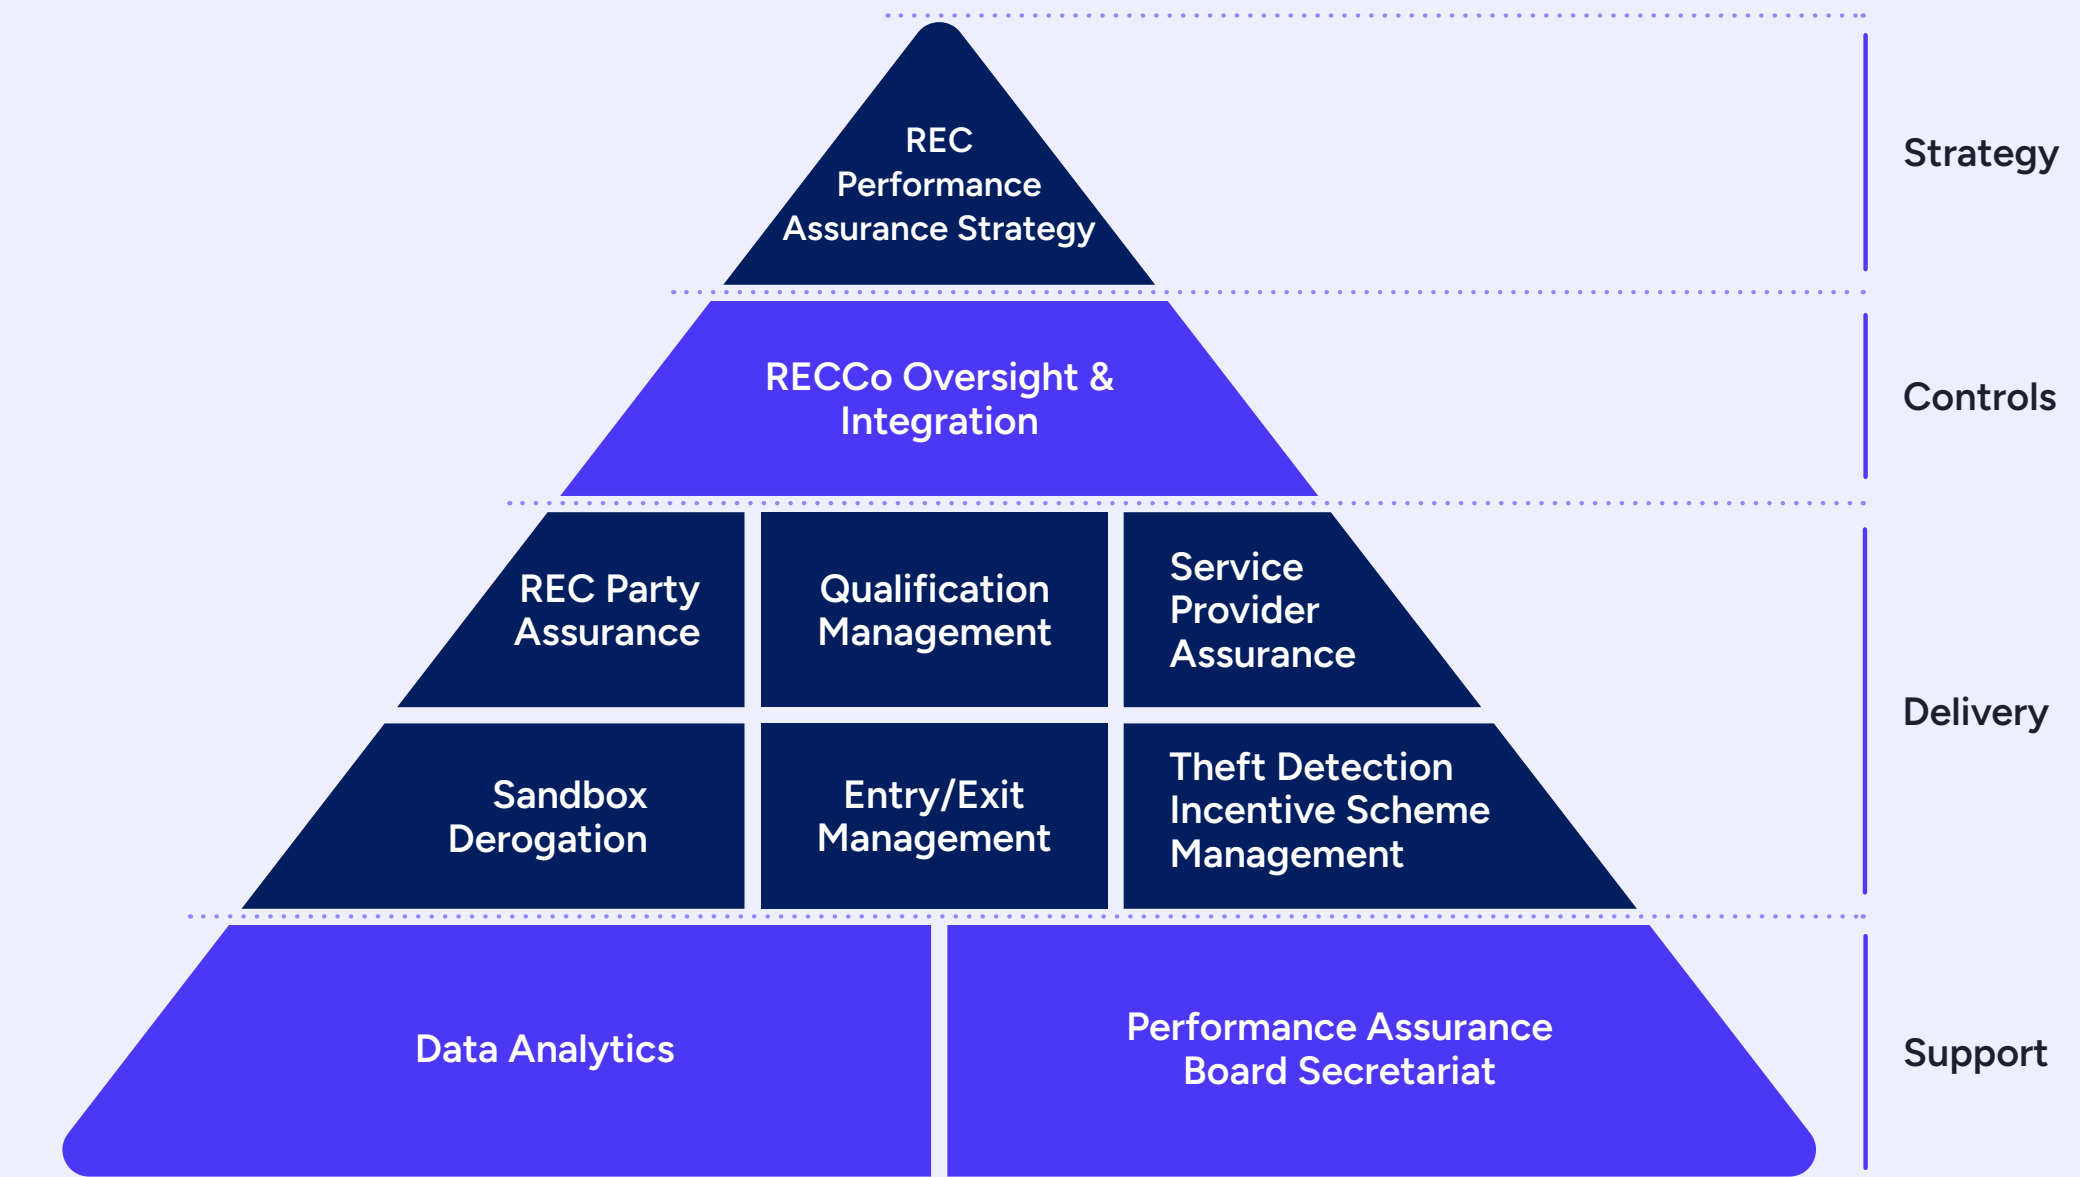 REC
Performance
Assurance Strategy
Strategy
RECCo Oversight &
Integration
Controls
REC Party
Assurance
Qualification
Management
Service
Provider
Assurance
Delivery
Sandbox
Derogation
Entry/Exit
Management
Theft Detection
Incentive Scheme
Management
Data Analytics
Performance Assurance
Board Secretariat
Support